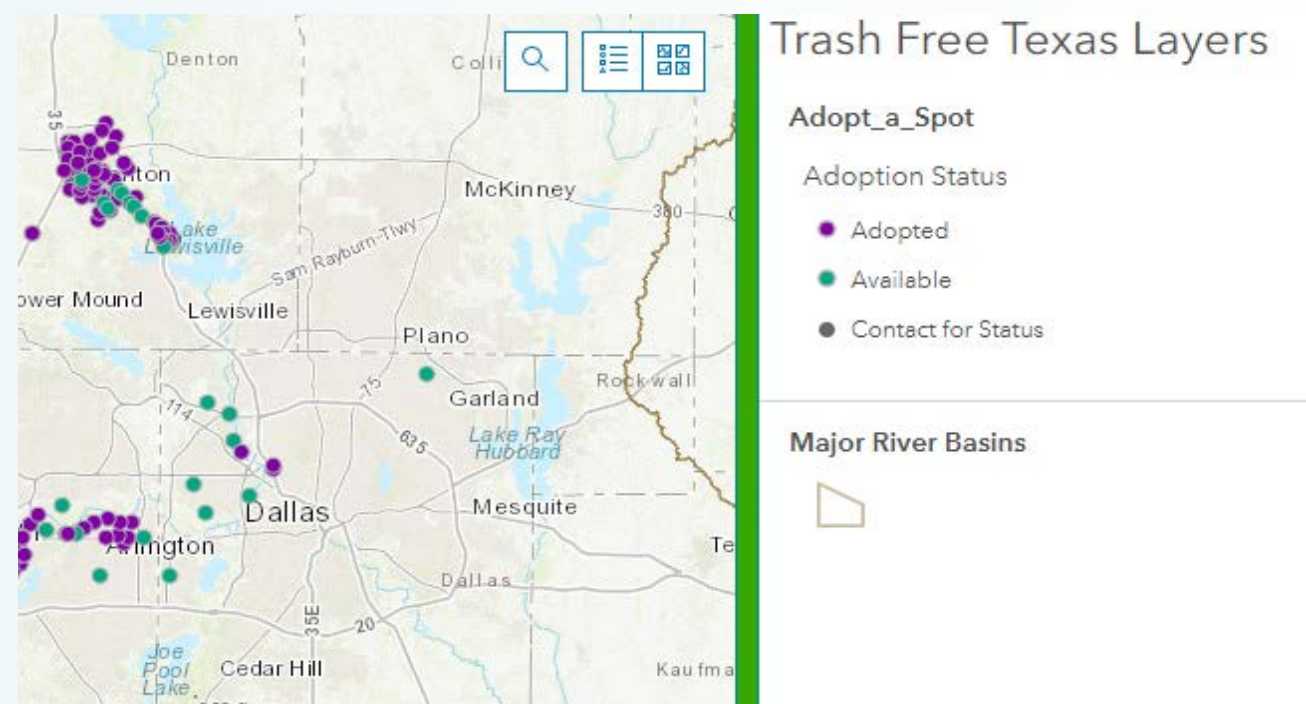 Denton
Colli
35
nton
McKinney
380
Lake
Lewisville
Sam Rayburn Tlwy
ower Mound
Lewisville
Plano
75
Rockwall
Garland
114
635
Lake Ray
Hubbard
Dallas
Mesquite
Arlington
Te
Dallas
35E
20
Joe
Pool
Lake
Cedar Hill
Kaufma
Trash Free Texas Layers
Adopt_a_Spot
Adoption Status
Adopted
Available
Contact for Status
Major River Basins